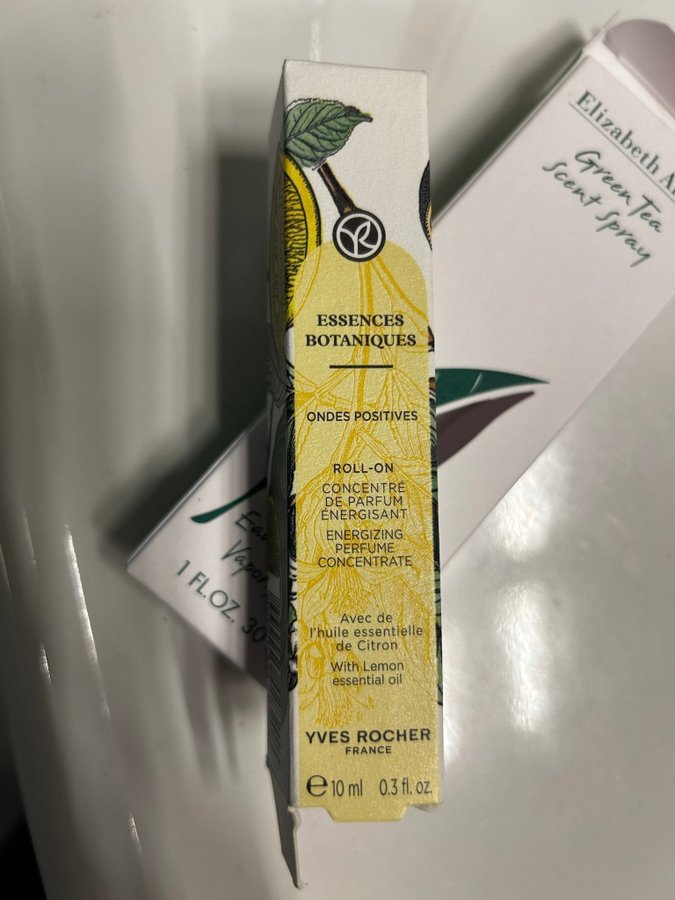 ESSENCES
BOTANIQUES
ONDES POSITIVES
ROLL-ON
CONCENTRÉ
DE PARFUM
ÉNERGISANT
ENERGIZING
PERFUME
CONCENTRATE
Avec de
l'huile essentielle
de Citron
With Lemon
essential oil
YVES ROCHER
FRANCE
e 10 ml 0.3 fl. oz.
Elizabeth
Green Tea
Scent Spray
1 FL.OZ. 30